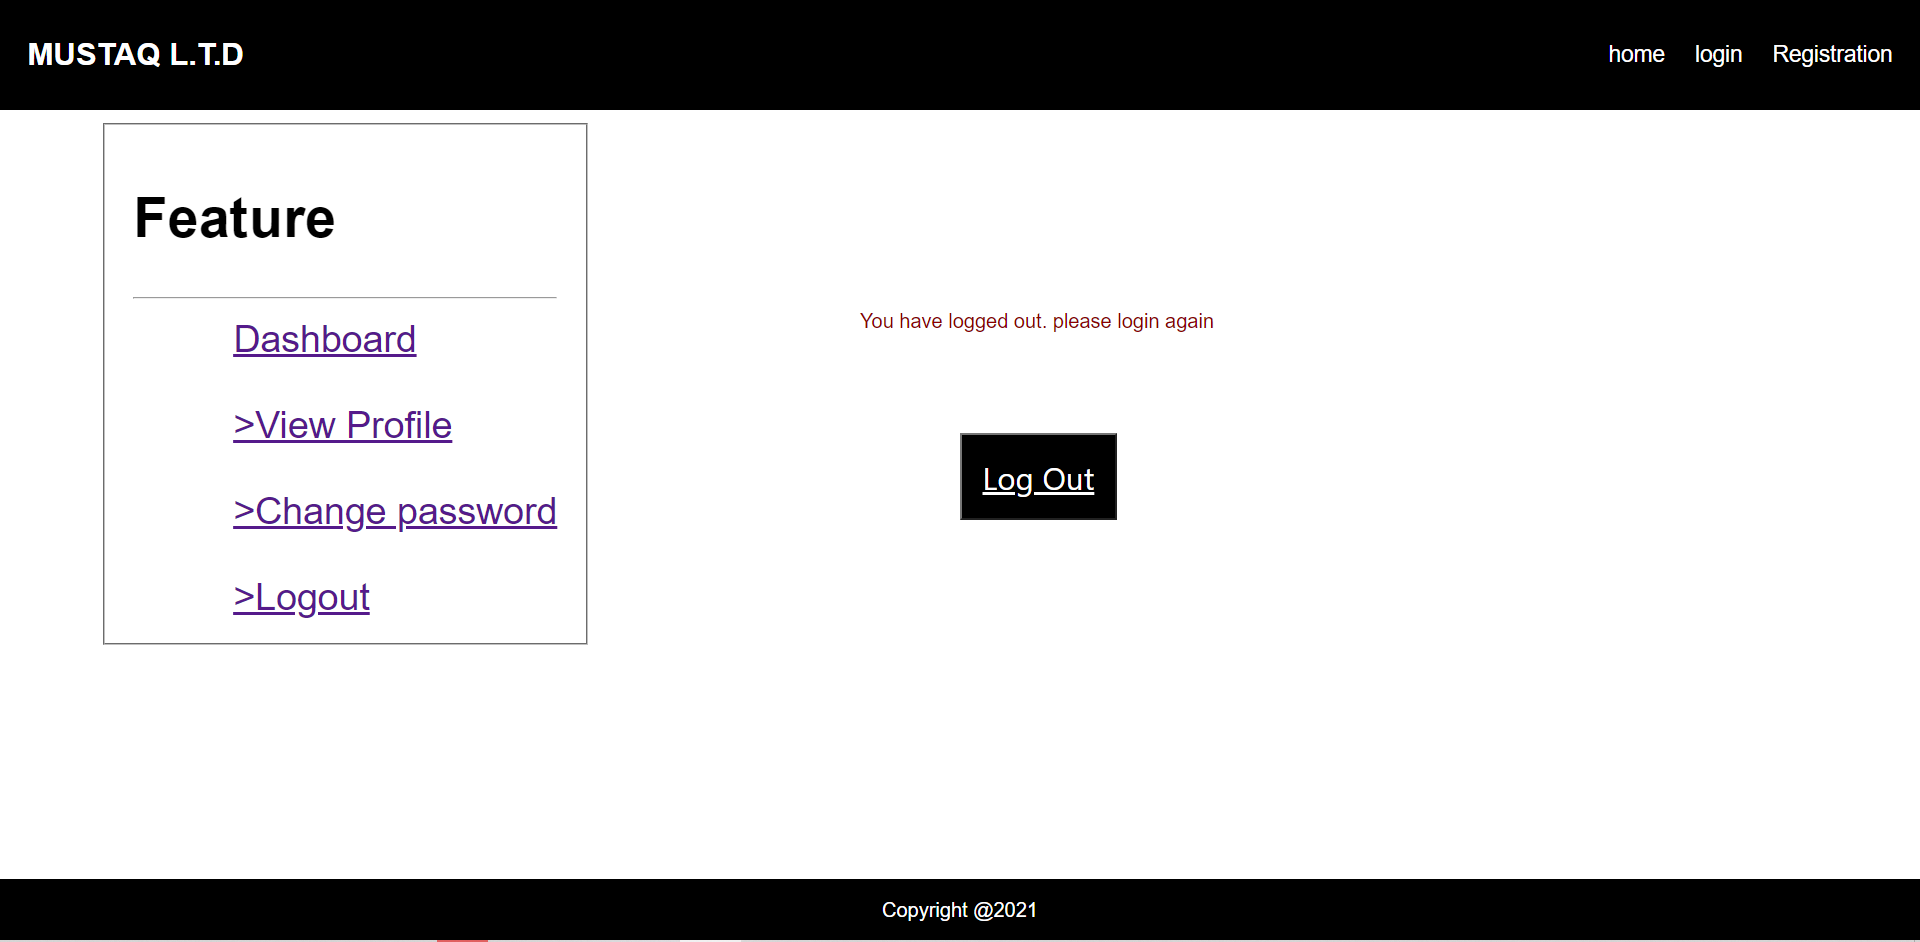 MUSTAQ L.T.D
home login Registration
Feature
Dashboard
>View Profile
>Change password
>Logout
You have logged out. please login again
Log Out
Copyright @2021